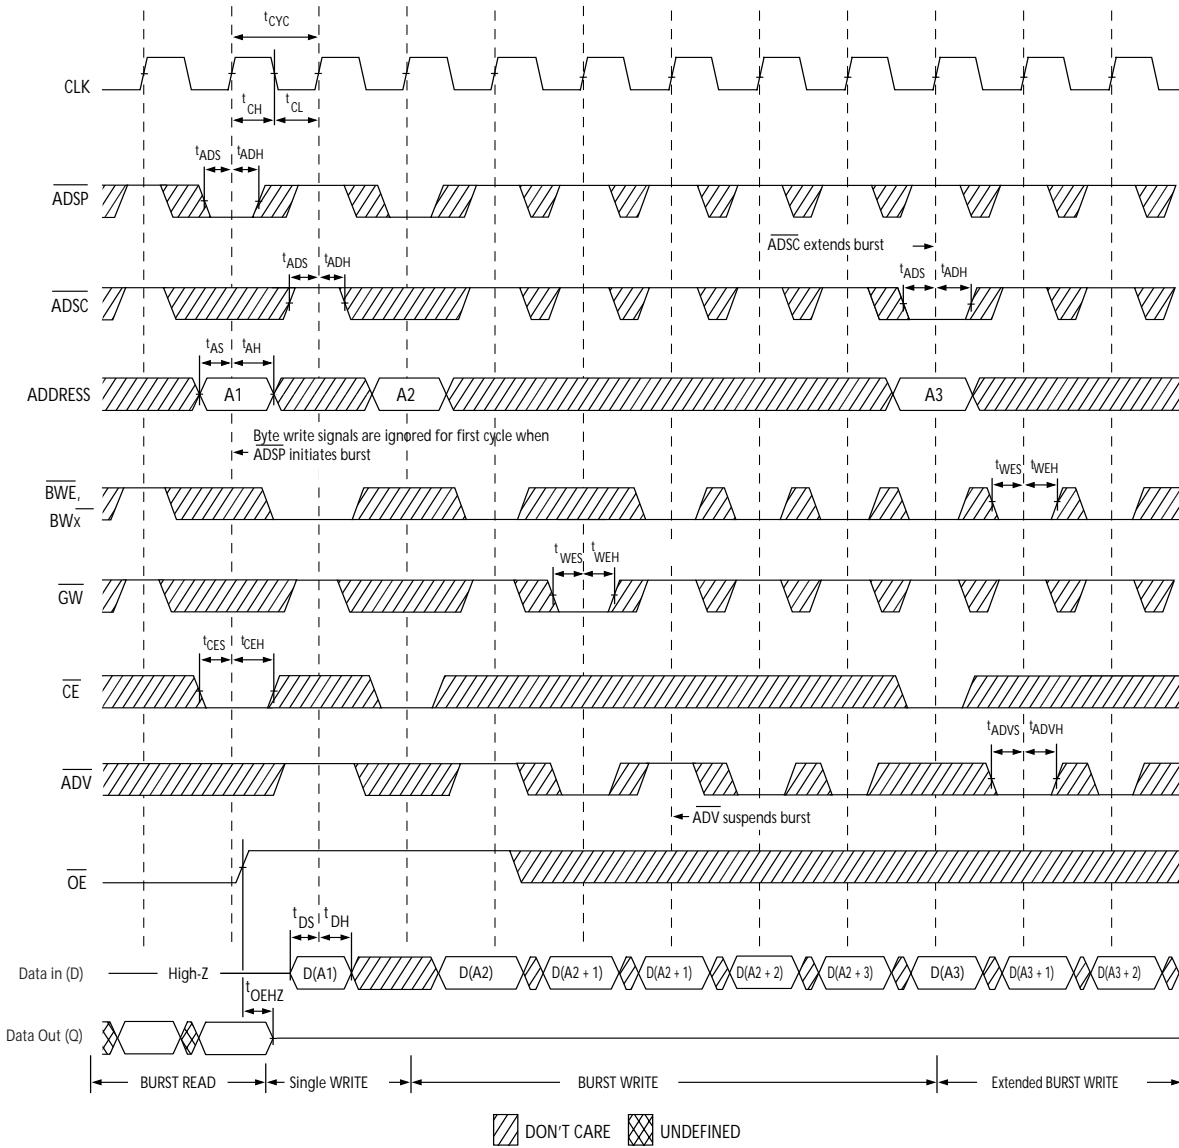 tCYC
CLK
tCH
tCL
tADS
tADH
ADSP
ADSC extends burst
tADS
tADH
tADS
tADH
ADSC
tAS
tAH
ADDRESS
A1
A2
A3
Byte write signals are ignored for first cycle when
ADSP initiates burst
tWES
tWEH
BWE,
BWx
tWES
tWEH
GW
tCES
tCEH
CE
tADVS
tADVH
ADV
ADV suspends burst
OE
tDS
tDH
Data in (D)
High-Z
D(A1)
D(A2)
D(A2 + 1)
D(A2 + 1)
D(A2 + 2)
D(A2 + 3)
D(A3)
D(A3 + 1)
D(A3 + 2)
tOEHZ
Data Out (Q)
BURST READ
Single WRITE
BURST WRITE
Extended BURST WRITE
DON'T CARE
UNDEFINED